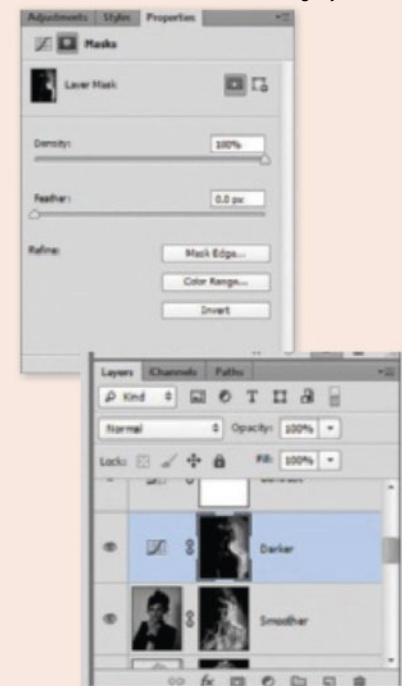 Adjustments Styles Properties
Masks
Layer Mask
Density: 100%
Feather: 0.0 px
Refine: Mask Edge...
Color Range...
Invert
Layers Channels Paths
Kind T
Normal Opacity: 100%
Lock: Fill: 100%
Darker
Smoother
fx